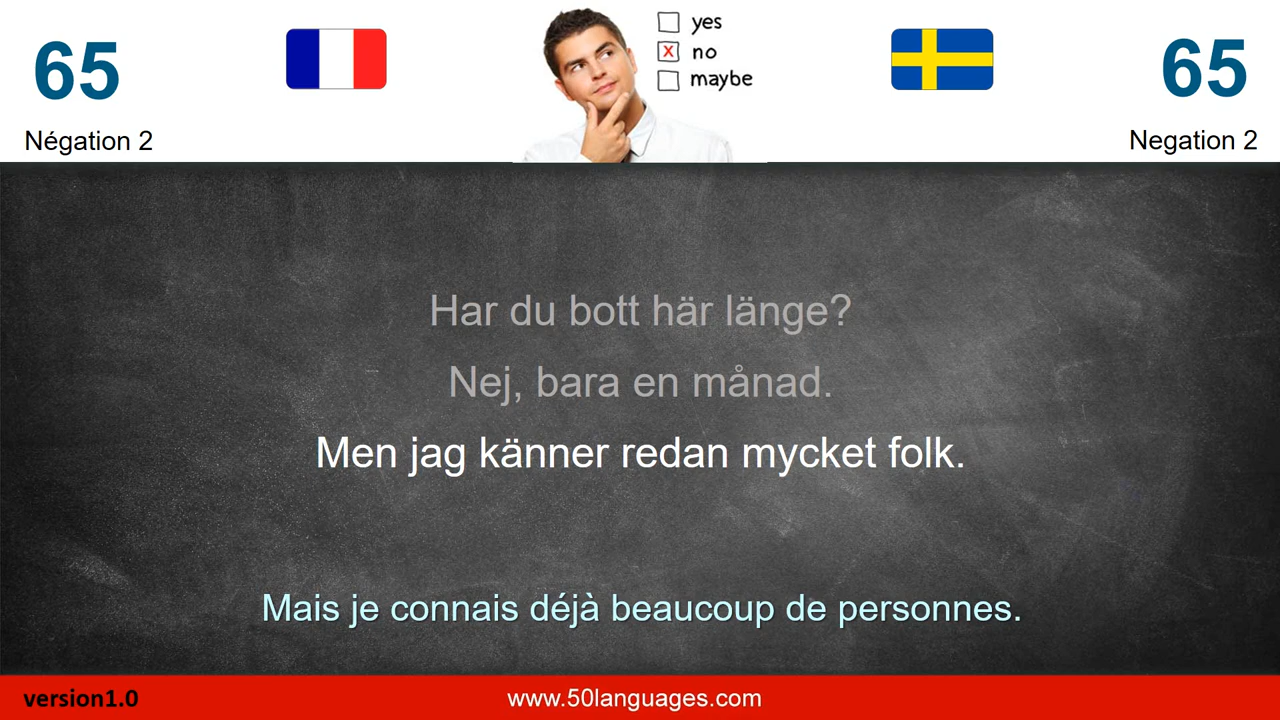 65
yes
no
maybe
65
Négation 2
Negation 2
Har du bott här länge?
Nej, bara en månad.
Men jag känner redan mycket folk.
Mais je connais déjà beaucoup de personnes.
version1.0
www.50languages.com